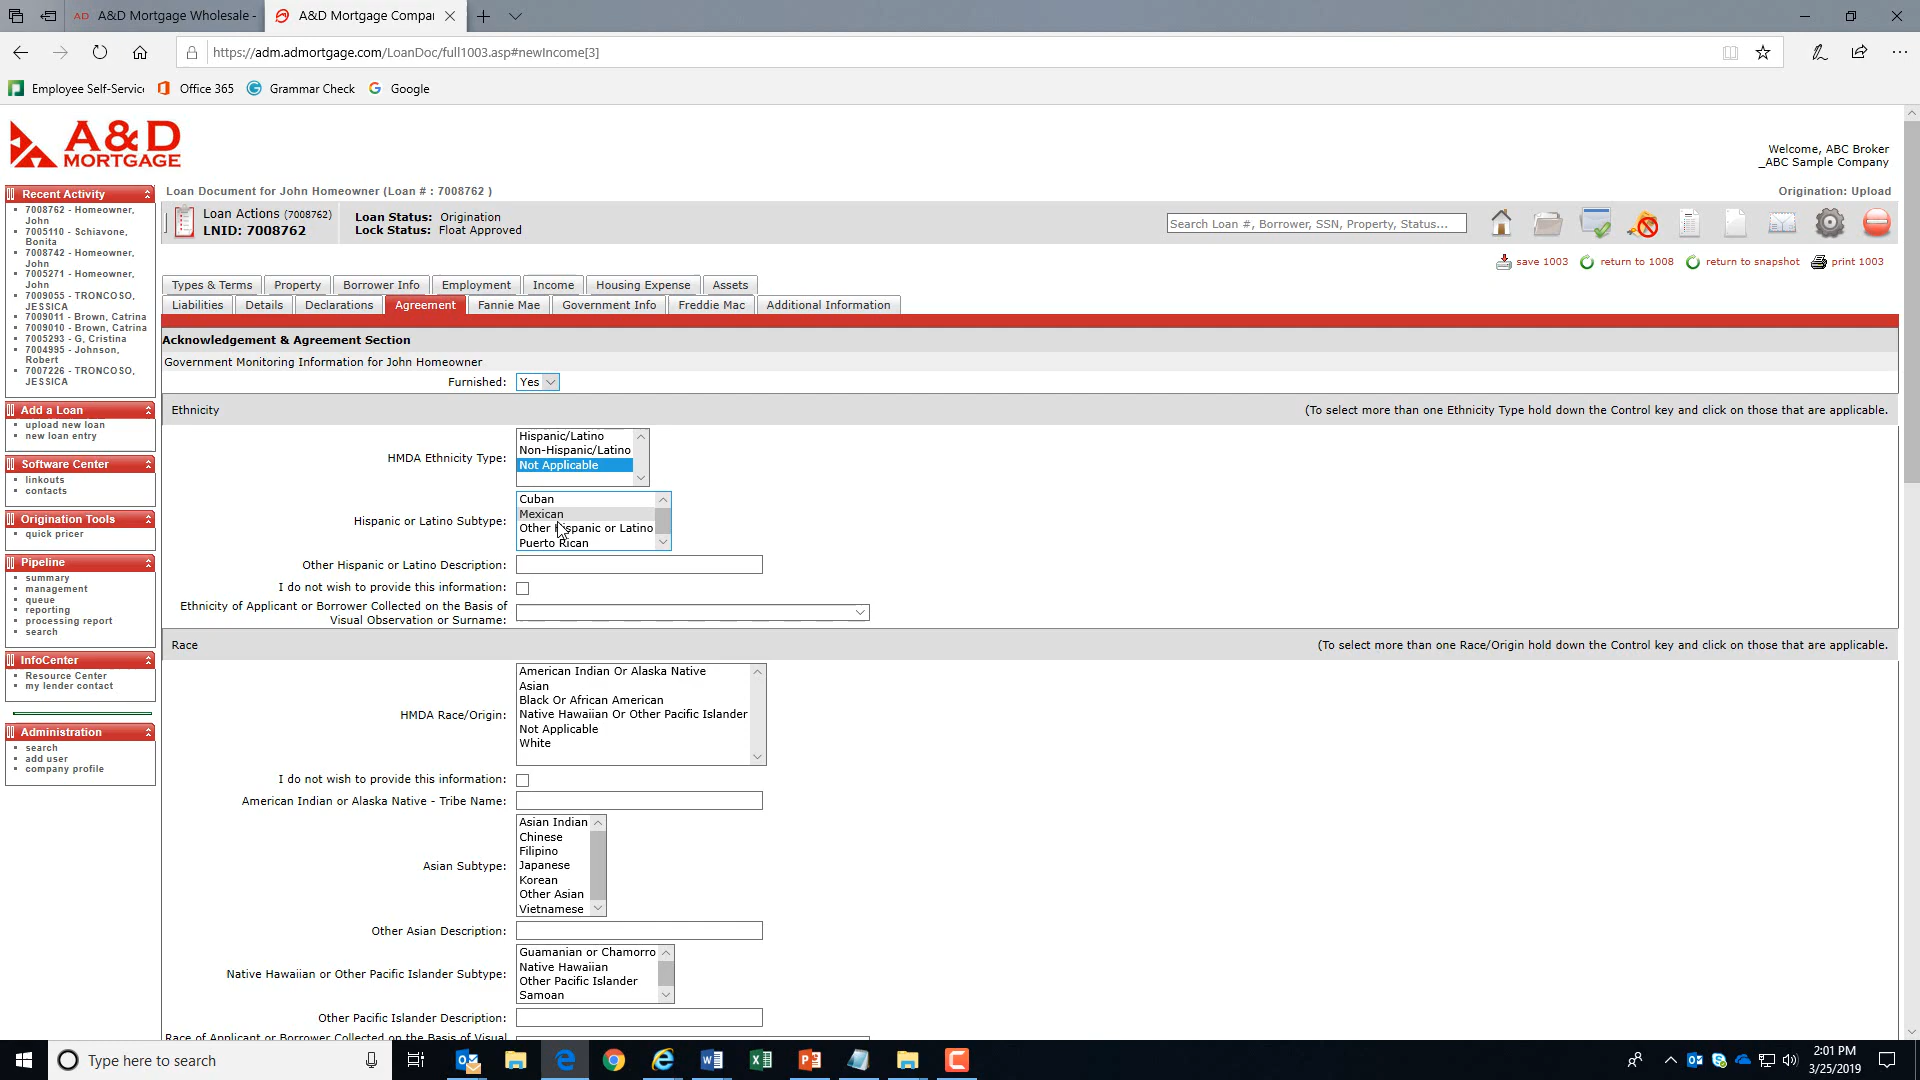 A&D Mortgage Wholesale -
A&D Mortgage Compar
https://adm.admortgage.com/LoanDoc/full1003.asp#newIncome[3]
Employee Self-Service
Office 365
Grammar Check
Google
A&D
MORTGAGE
Welcome, ABC Broker
_ABC Sample Company
Loan Document for John Homeowner (Loan # : 7008762 )
Origination: Upload
Loan Actions (7008762)
LNID: 7008762
Loan Status: Origination
Lock Status: Float Approved
Search Loan #, Borrower, SSN, Property, Status...
save 1003
return to 1008
return to snapshot
print 1003
Recent Activity
7008762 - Homeowner,
John
7005110 - Schiavone,
Bonita
7008742 - Homeowner,
John
7005271 - Homeowner,
John
7009055 - TRONCOSO,
JESSICA
7009011 - Brown, Catrina
7009010 - Brown, Catrina
7005293 - G, Cristina
7004995 - Johnson,
Robert
7007226 - TRONCOSO,
JESSICA
Add a Loan
upload new loan
new loan entry
Software Center
linkouts
contacts
Origination Tools
quick pricer
Pipeline
summary
management
queue
reporting
processing report
search
InfoCenter
Resource Center
my lender contact
Administration
search
add user
company profile
Types & Terms
Property
Borrower Info
Employment
Income
Housing Expense
Assets
Liabilities
Details
Declarations
Agreement
Fannie Mae
Government Info
Freddie Mac
Additional Information
Acknowledgement & Agreement Section
Government Monitoring Information for John Homeowner
Furnished: Yes
Ethnicity
(To select more than one Ethnicity Type hold down the Control key and click on those that are applicable.
HMDA Ethnicity Type:
Hispanic/Latino
Non-Hispanic/Latino
Not Applicable
Hispanic or Latino Subtype:
Cuban
Mexican
Other Hispanic or Latino
Puerto Rican
Other Hispanic or Latino Description:
I do not wish to provide this information:
Ethnicity of Applicant or Borrower Collected on the Basis of
Visual Observation or Surname:
Race
(To select more than one Race/Origin hold down the Control key and click on those that are applicable.
HMDA Race/Origin:
American Indian Or Alaska Native
Asian
Black Or African American
Native Hawaiian Or Other Pacific Islander
Not Applicable
White
I do not wish to provide this information:
American Indian or Alaska Native - Tribe Name:
Asian Subtype:
Asian Indian
Chinese
Filipino
Japanese
Korean
Other Asian
Vietnamese
Other Asian Description:
Native Hawaiian or Other Pacific Islander Subtype:
Guamanian or Chamorro
Native Hawaiian
Other Pacific Islander
Samoan
Other Pacific Islander Description:
Race of Applicant or Borrower Collected on the Basis of Visual
Type here to search
2:01 PM
3/25/2019